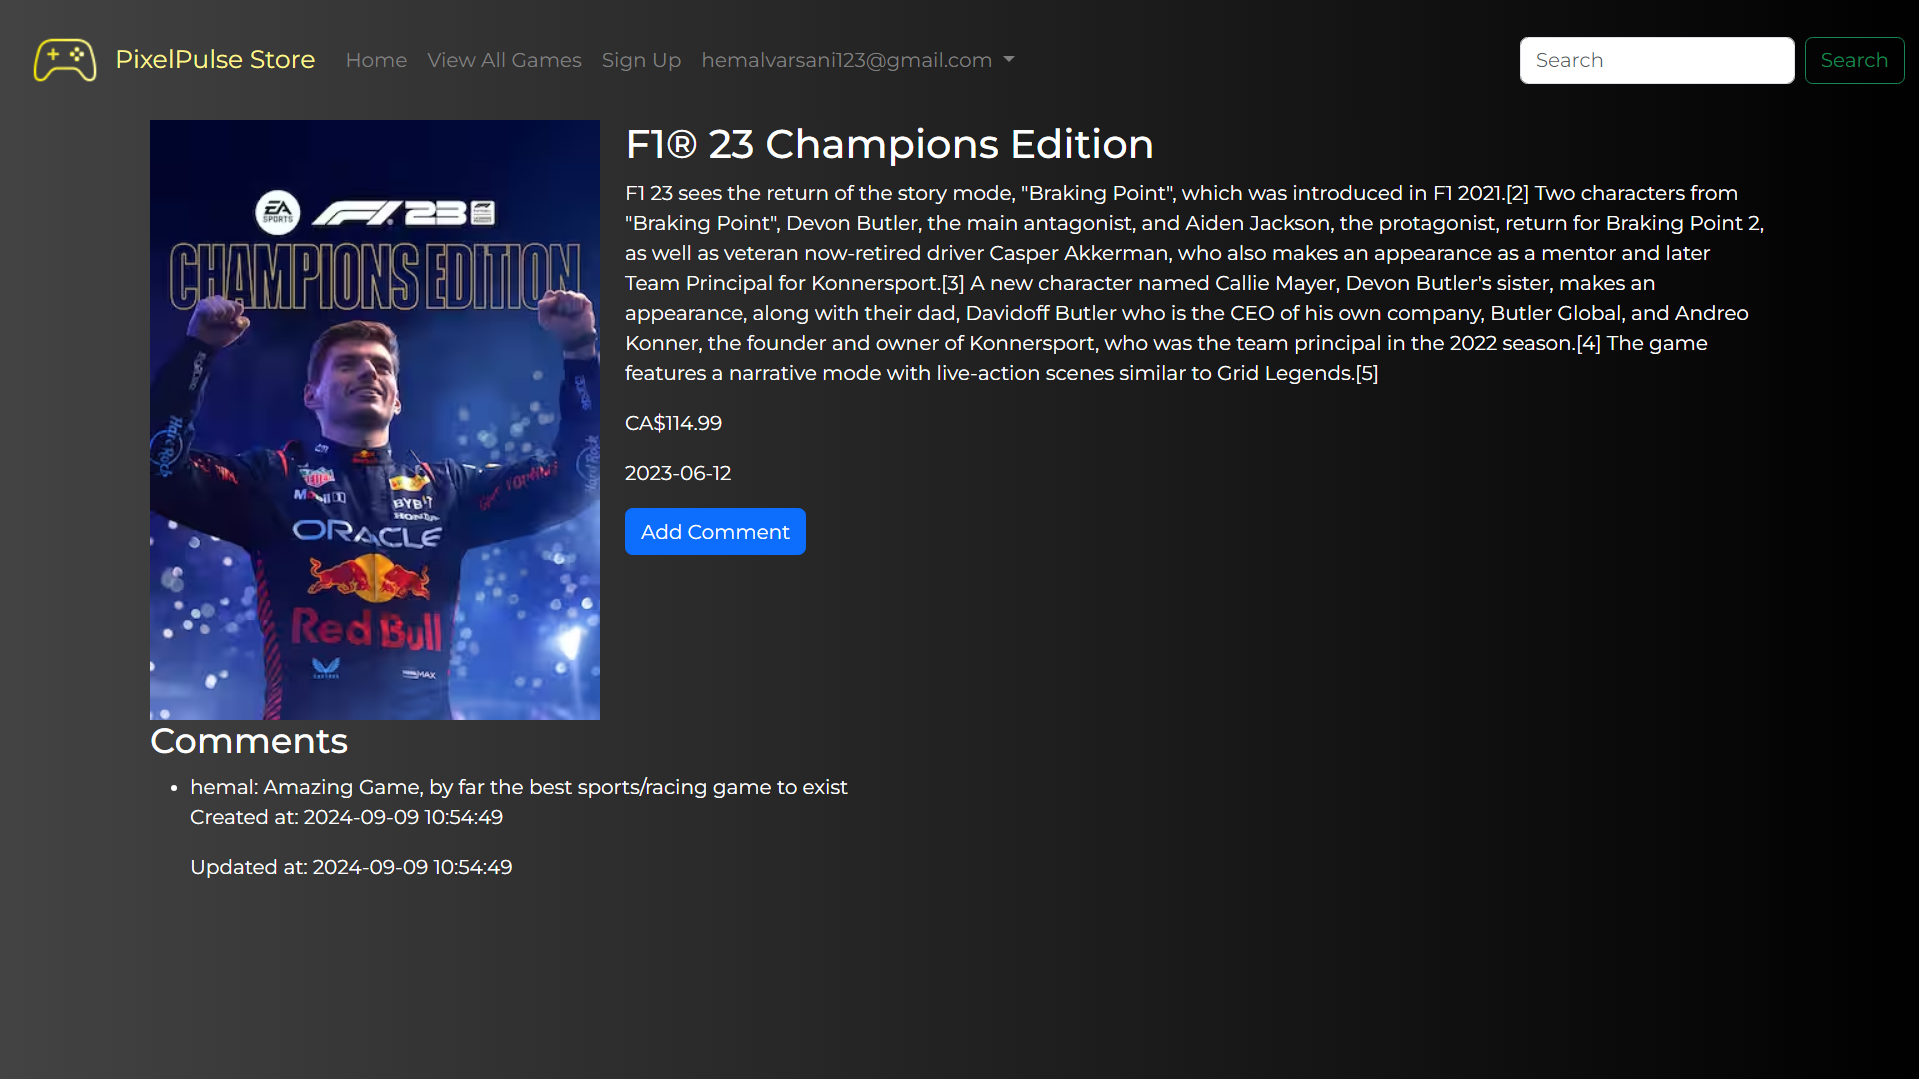 PixelPulse Store
Home
View All Games
Sign Up
hemalvarsani123@gmail.com
Search
Search
EA
SPORTS
F1 23
CHAMPIONS EDITION
Hard Rock
Mobil
BYBIT
HONDA
ORACLE
Red Bull
Hard Rock
F1® 23 Champions Edition
F1 23 sees the return of the story mode, "Braking Point", which was introduced in F1 2021.[2] Two characters from
"Braking Point", Devon Butler, the main antagonist, and Aiden Jackson, the protagonist, return for Braking Point 2,
as well as veteran now-retired driver Casper Akkerman, who also makes an appearance as a mentor and later
Team Principal for Konnersport.[3] A new character named Callie Mayer, Devon Butler's sister, makes an
appearance, along with their dad, Davidoff Butler who is the CEO of his own company, Butler Global, and Andreo
Konner, the founder and owner of Konnersport, who was the team principal in the 2022 season.[4] The game
features a narrative mode with live-action scenes similar to Grid Legends.[5]
CA$114.99
2023-06-12
Add Comment
Comments
hemal: Amazing Game, by far the best sports/racing game to exist
Created at: 2024-09-09 10:54:49
Updated at: 2024-09-09 10:54:49